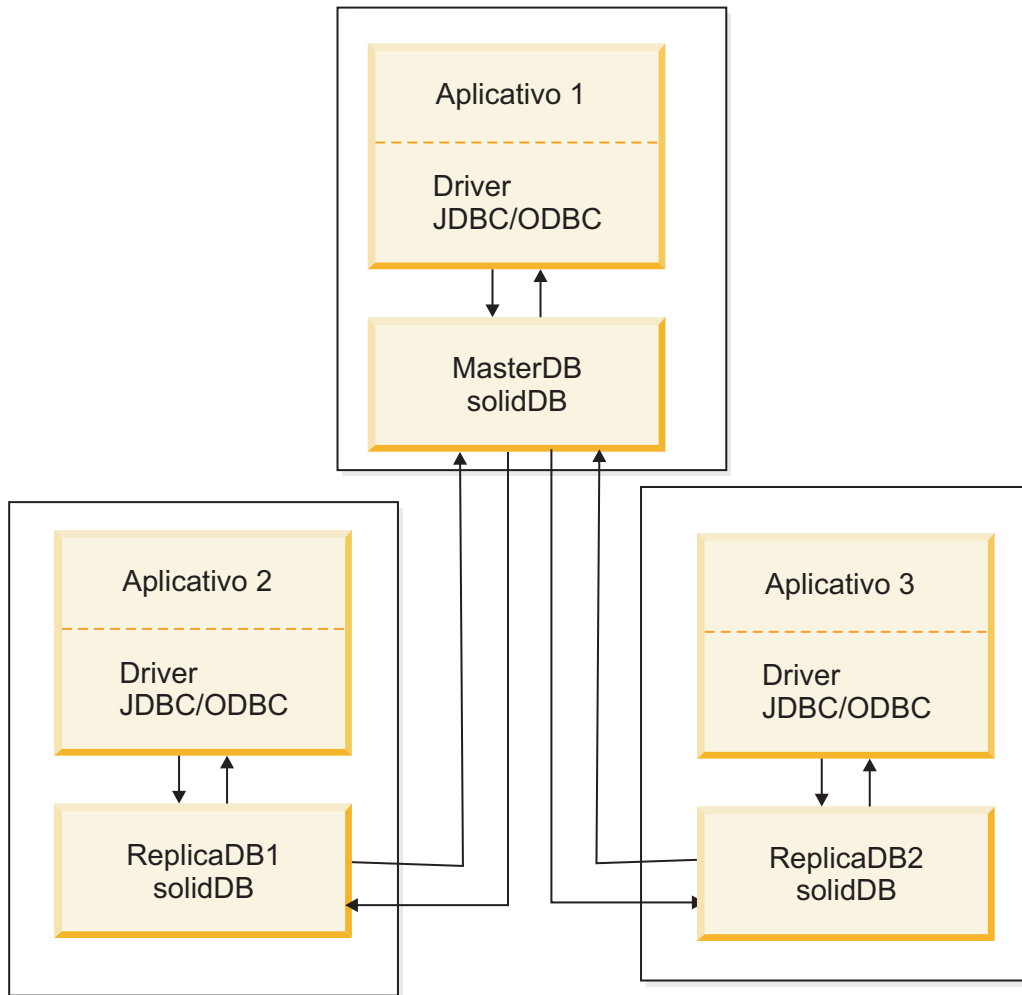 Aplicativo 1
Driver
JDBC/ODBC
MasterDB
solidDB
Aplicativo 2
Driver
JDBC/ODBC
ReplicaDB1
solidDB
Aplicativo 3
Driver
JDBC/ODBC
ReplicaDB2
solidDB